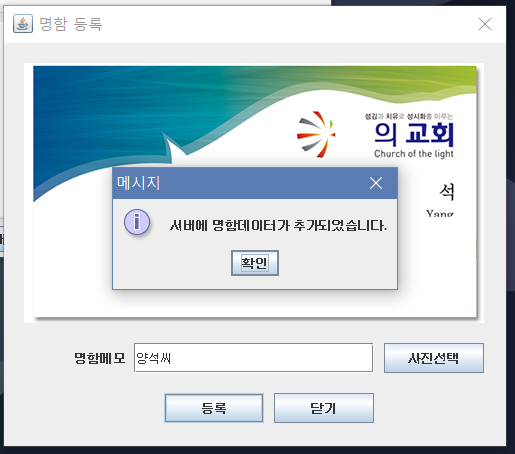 명함 등록
섬김과 치유로 성시화를 이루는
의 교회
Church of the light
석
Yang
메시지
서버에 명함데이터가 추가되었습니다.
확인
명함메모
양석씨
사진선택
등록
닫기